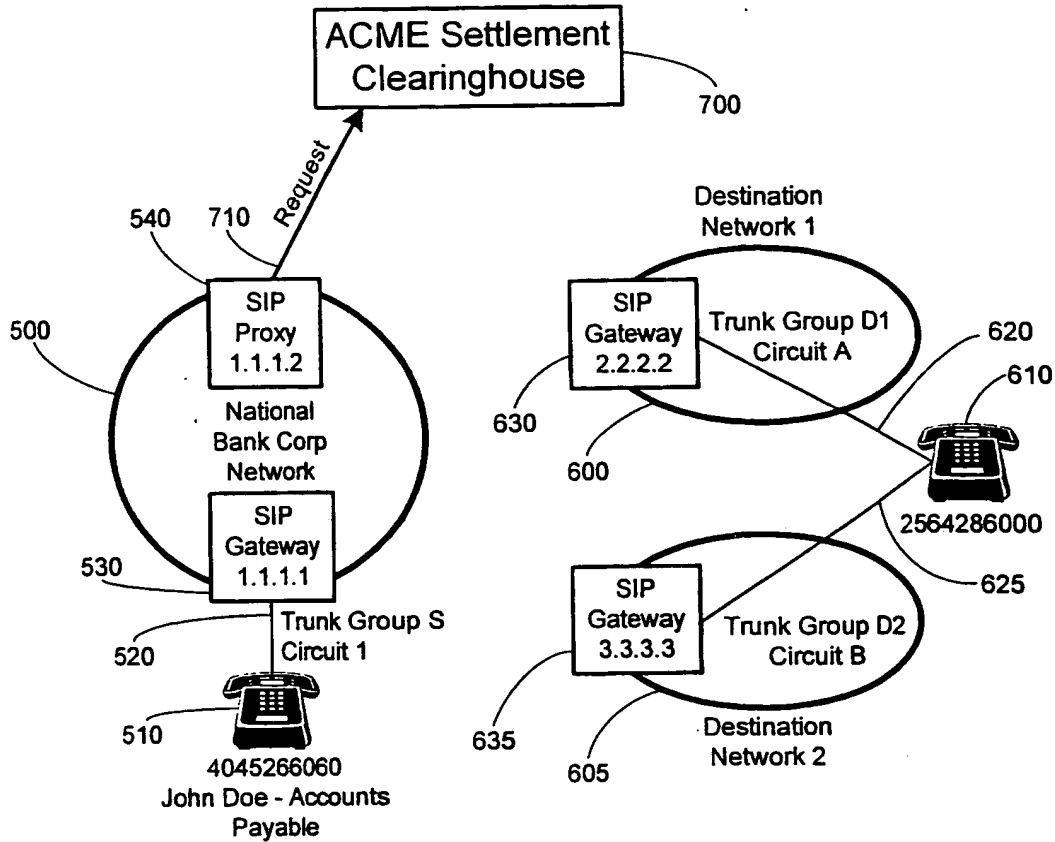 ACME Settlement
Clearinghouse
700
Request
540
710
SIP
Proxy
1.1.1.2
500
National
Bank Corp
Network
SIP
Gateway
1.1.1.1
530
Trunk Group S
Circuit 1
520
510
4045266060
John Doe - Accounts
Payable
Destination
Network 1
SIP
Gateway
2.2.2.2
Trunk Group D1
Circuit A
620
610
630
600
2564286000
625
SIP
Gateway
3.3.3.3
Trunk Group D2
Circuit B
635
605
Destination
Network 2